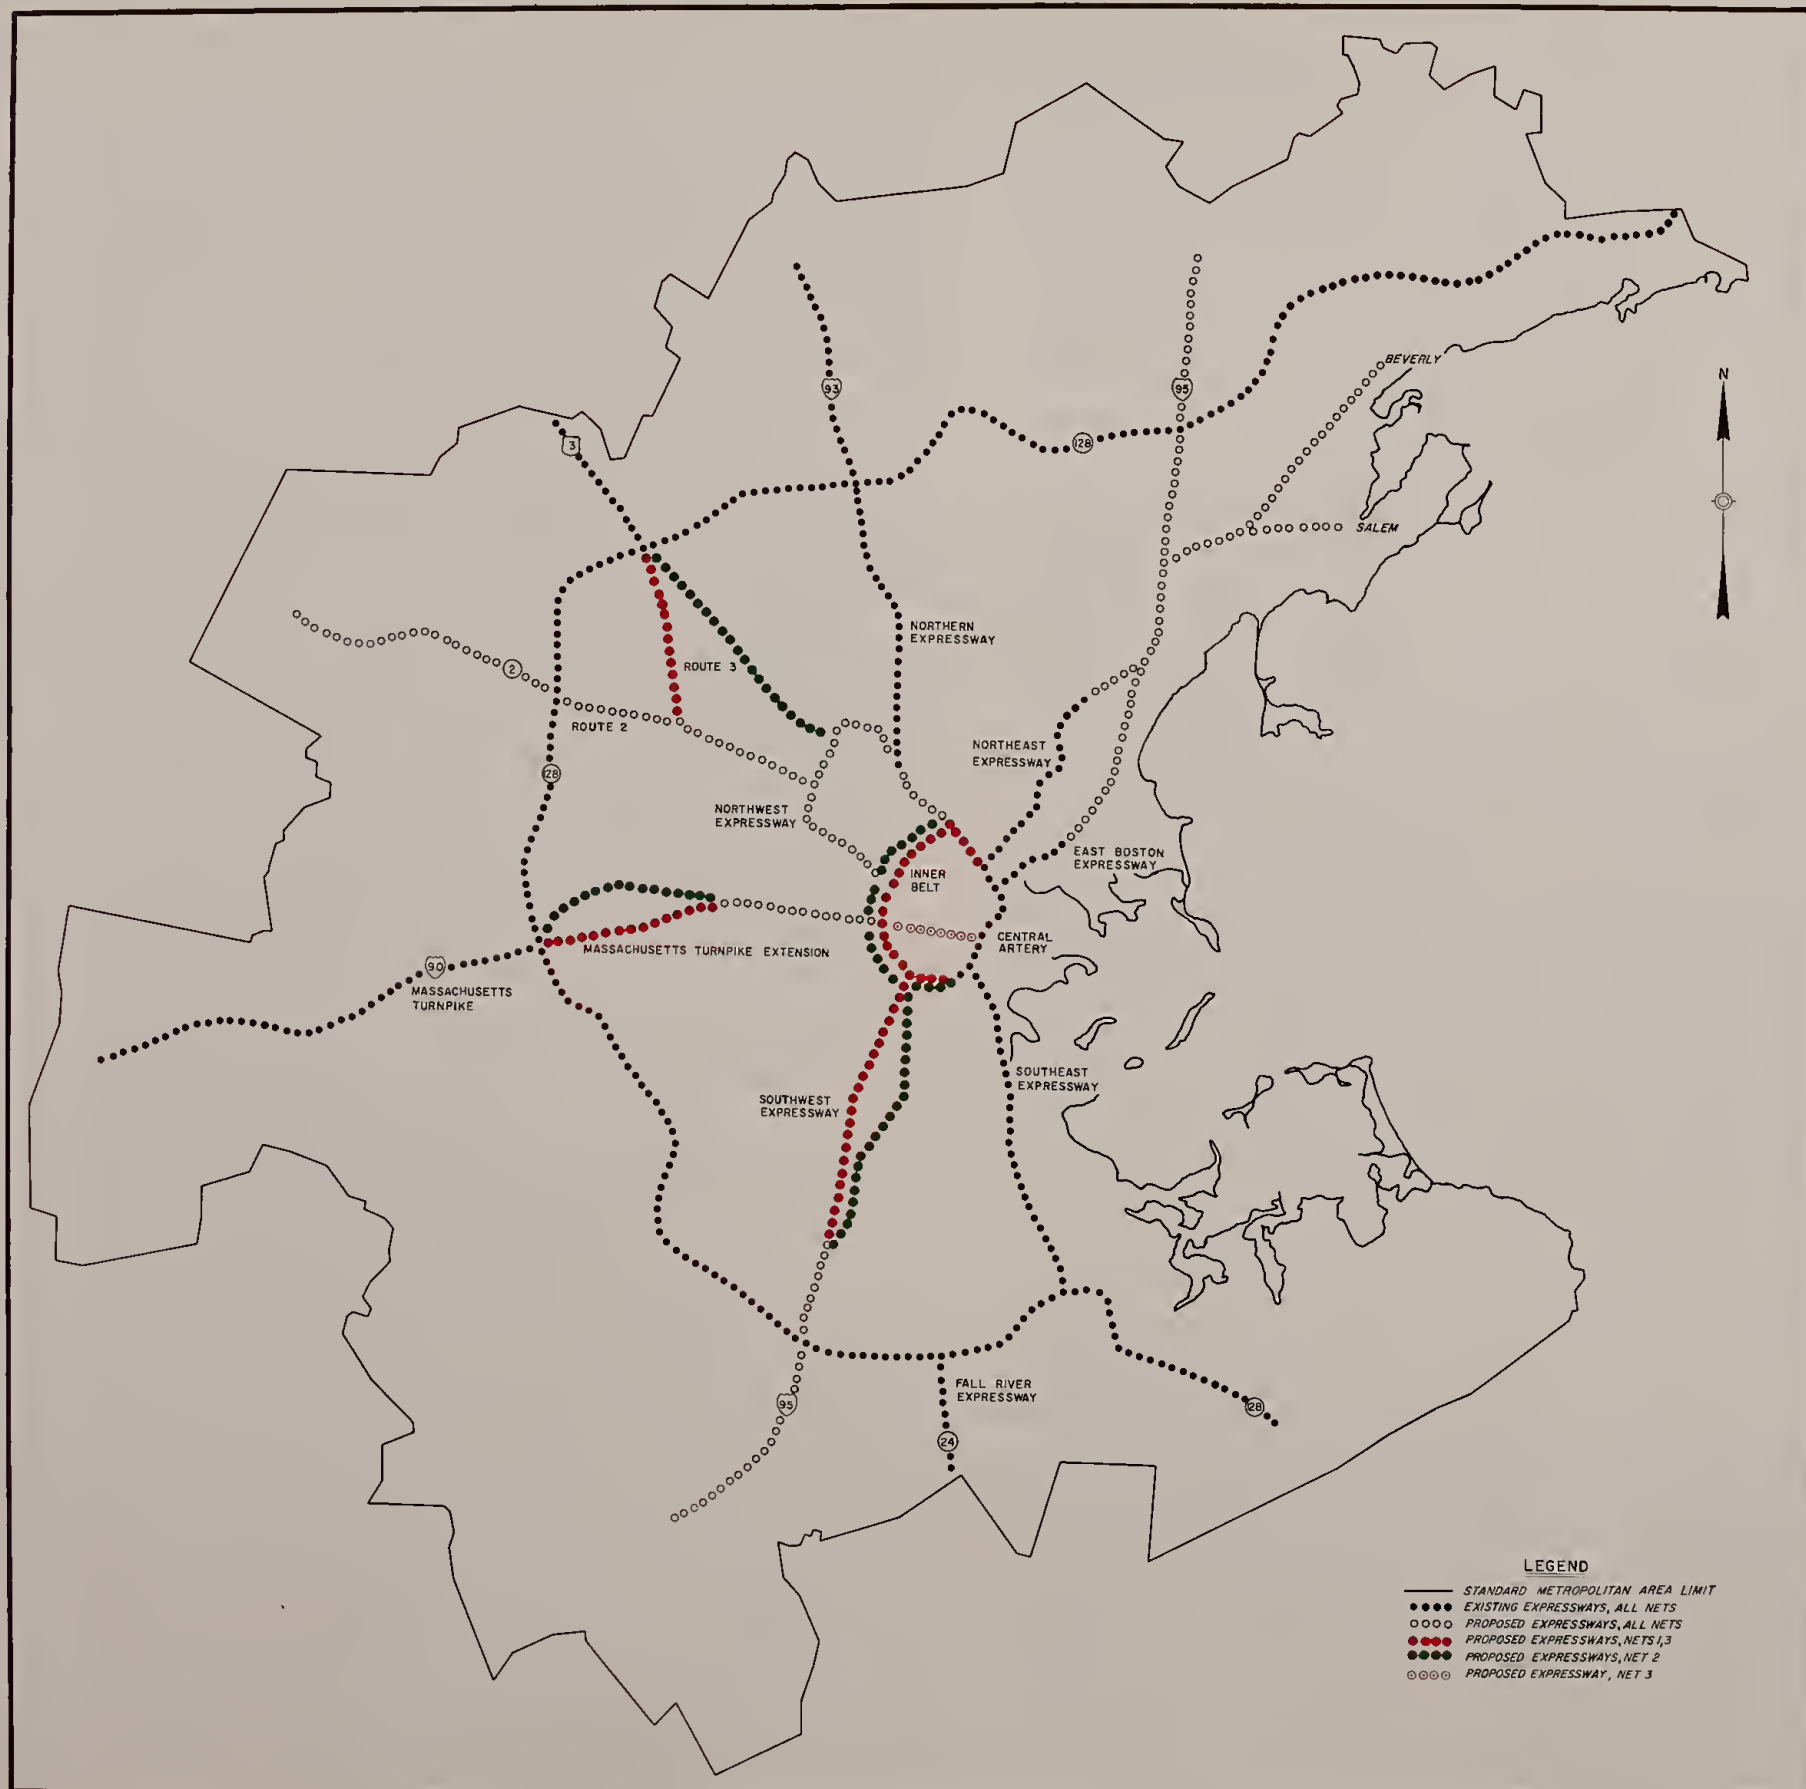 BEVERLY
N
93
95
3
128
SALEM
NORTHERN
EXPRESSWAY
2
ROUTE 3
ROUTE 2
NORTHEAST
EXPRESSWAY
128
NORTHWEST
EXPRESSWAY
EAST BOSTON
EXPRESSWAY
INNER
BELT
CENTRAL
ARTERY
MASSACHUSETTS TURNPIKE EXTENSION
90
MASSACHUSETTS
TURNPIKE
SOUTHEAST
EXPRESSWAY
SOUTHWEST
EXPRESSWAY
FALL RIVER
EXPRESSWAY
95
128
24
LEGEND
STANDARD METROPOLITAN AREA LIMIT
EXISTING EXPRESSWAYS, ALL NETS
PROPOSED EXPRESSWAYS, ALL NETS
PROPOSED EXPRESSWAYS, NETS 1,3
PROPOSED EXPRESSWAYS, NET 2
PROPOSED EXPRESSWAY, NET 3